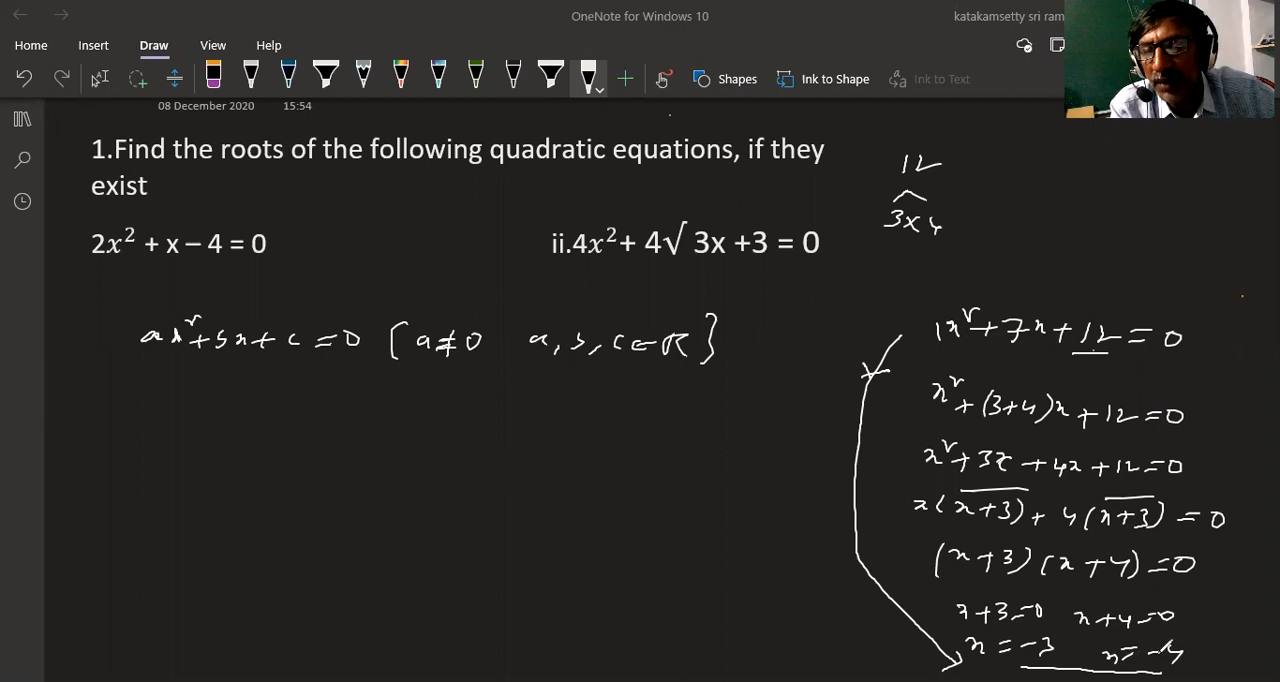 OneNote for Windows 10
katakamsetty sri ram
Home Insert Draw View Help
Shapes Ink to Shape Ink to Text
08 December 2020 15:54
1.Find the roots of the following quadratic equations, if they
exist
2x² + x – 4 = 0
ii.4x²+ 4√ 3x +3 = 0
12
3x4
ax²+bx+c=0 [a≠0 a, b, c∈R]
1x²+7x+12=0
x²+(3+4)x+12=0
x²+3x+4x+12=0
x(x+3)+4(x+3)=0
(x+3)(x+4)=0
x+3=0 x+4=0
x=-3 x=-4